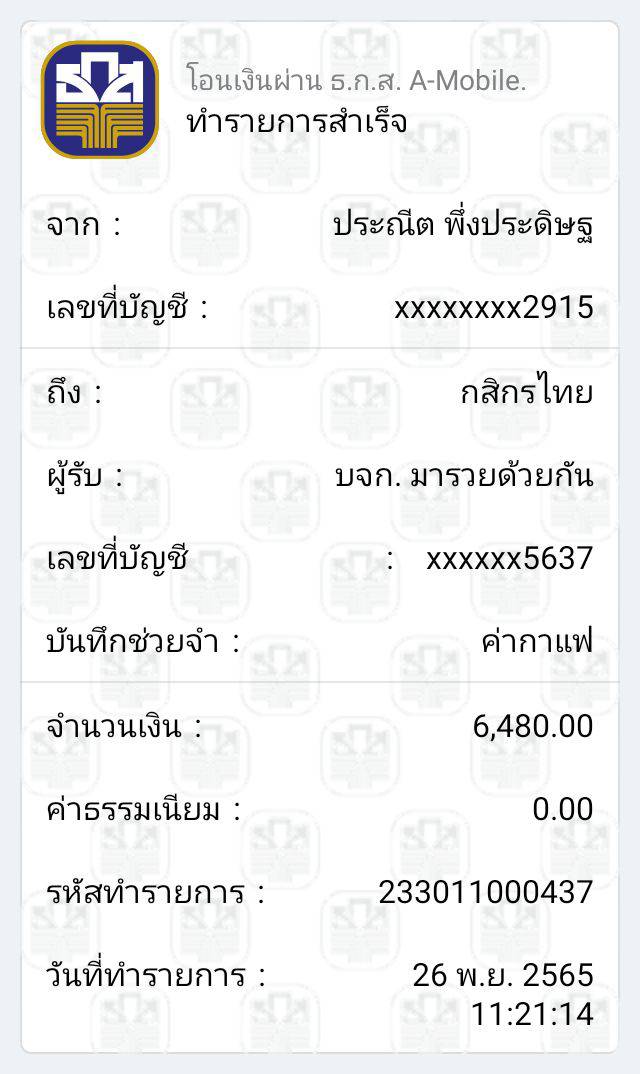 โอนเงินผ่าน ธ.ก.ส. A-Mobile.
ทำรายการสำเร็จ
จาก : ประณีต พึ่งประดิษฐ
เลขที่บัญชี : xxxxxxxx2915
ถึง : กสิกรไทย
ผู้รับ : บจก. มารวยด้วยกัน
เลขที่บัญชี : xxxxxx5637
บันทึกช่วยจำ : ค่ากาแฟ
จำนวนเงิน : 6,480.00
ค่าธรรมเนียม : 0.00
รหัสทำรายการ : 233011000437
วันที่ทำรายการ : 26 พ.ย. 2565
11:21:14